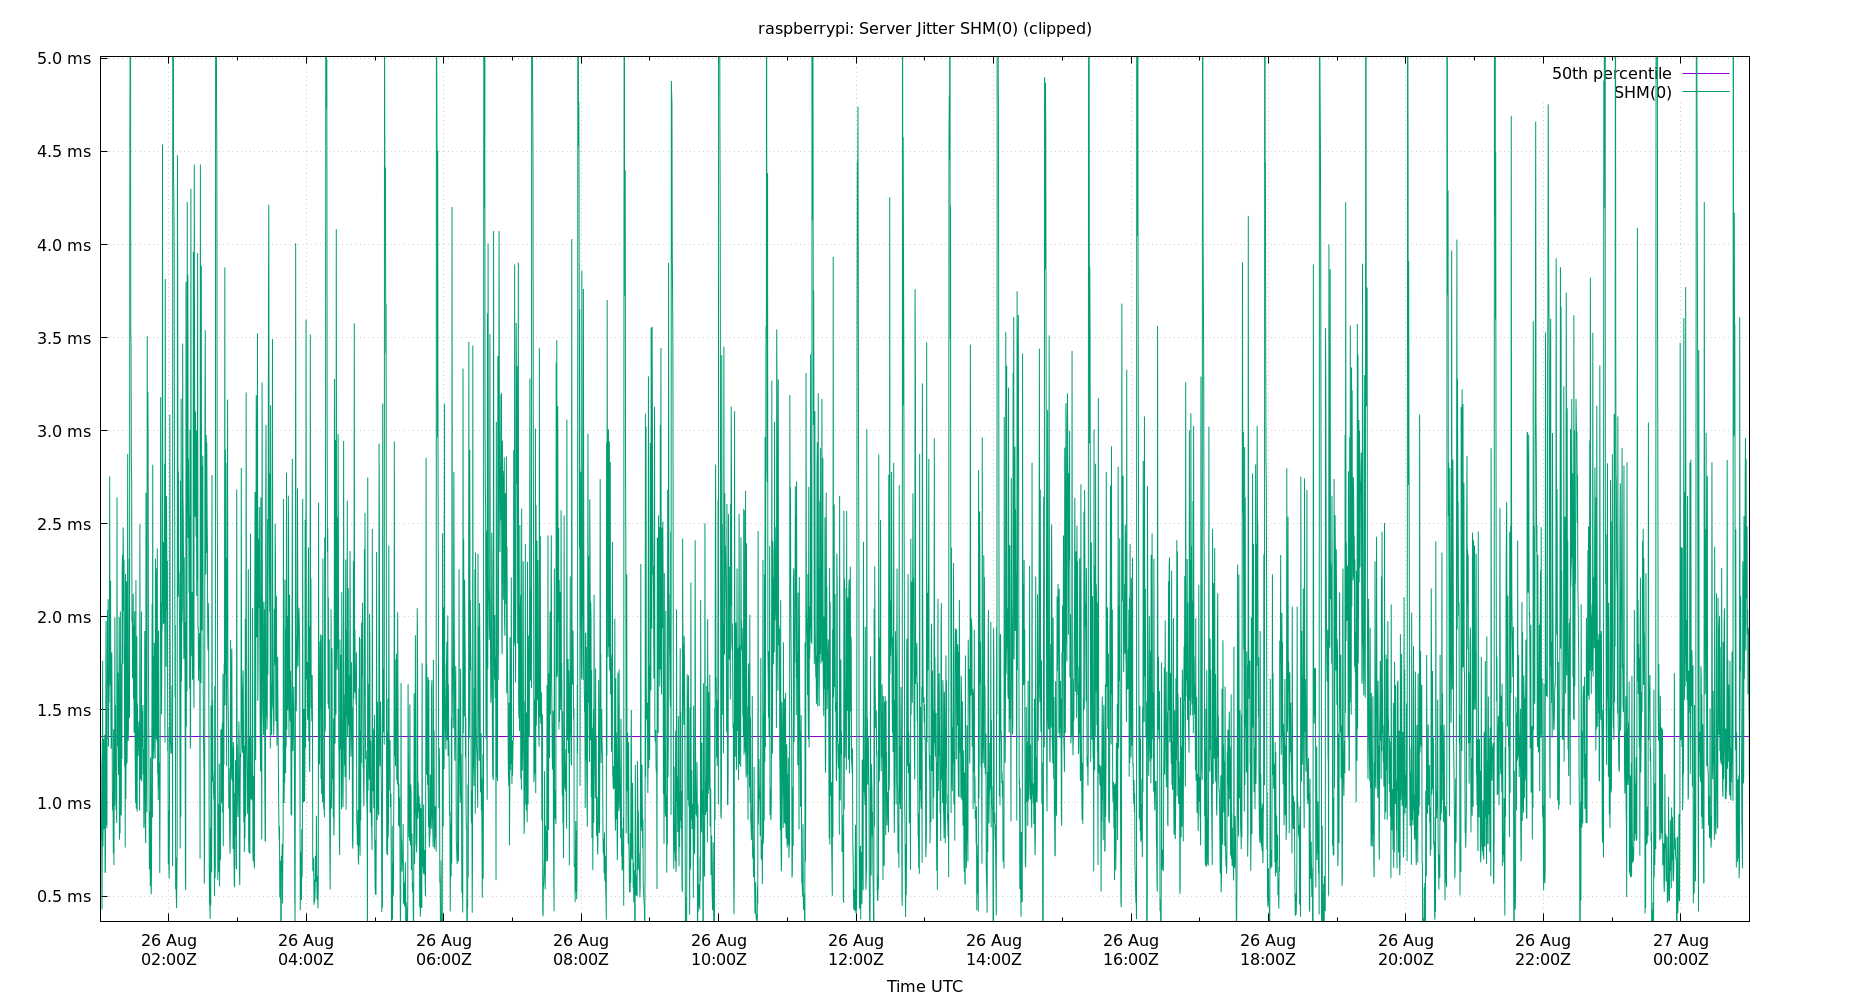 raspberrypi: Server Jitter SHM(0) (clipped)
5.0 ms
50th percentile
SHM(0)
4.5 ms
4.0 ms
3.5 ms
3.0 ms
2.5 ms
2.0 ms
1.5 ms
1.0 ms
0.5 ms
26 Aug 26 Aug 26 Aug 26 Aug 26 Aug 26 Aug 26 Aug 26 Aug 26 Aug 26 Aug 26 Aug 27 Aug
02:00Z 04:00Z 06:00Z 08:00Z 10:00Z 12:00Z 14:00Z 16:00Z 18:00Z 20:00Z 22:00Z 00:00Z
Time UTC